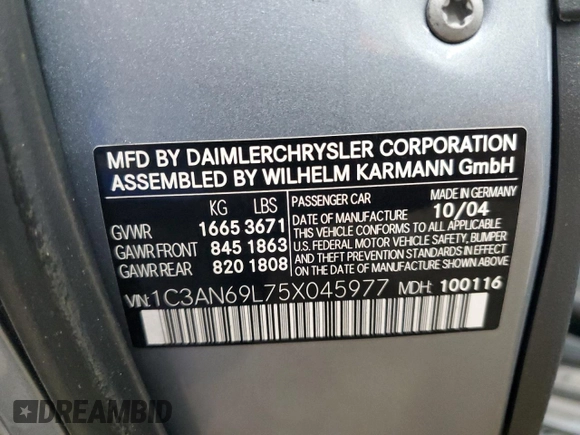 MFD BY DAIMLERCHRYSLER CORPORATION
ASSEMBLED BY WILHELM KARMANN GmbH
KG LBS
GVWR 1665 3671
GAWR FRONT 845 1863
GAWR REAR 820 1808
PASSENGER CAR MADE IN GERMANY
DATE OF MANUFACTURE 10/04
THIS VEHICLE CONFORMS TO ALL APPLICABLE
U.S. FEDERAL MOTOR VEHICLE SAFETY, BUMPER
AND THEFT PREVENTION STANDARDS IN EFFECT
ON THE DATE OF MANUFACTURE SHOWN ABOVE.
VIN: 1C3AN69L75X045977 MDH: 100116
DREAMBID